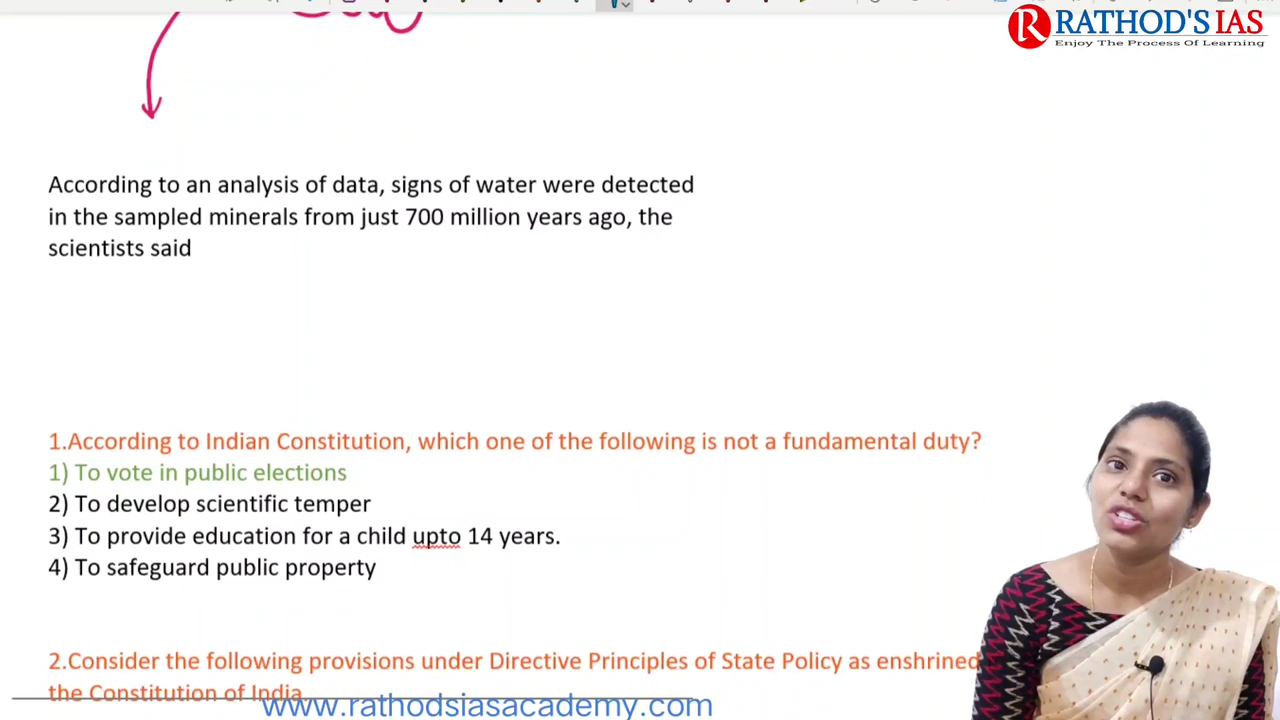 RATHOD'S IAS
Enjoy The Process Of Learning
According to an analysis of data, signs of water were detected
in the sampled minerals from just 700 million years ago, the
scientists said
1.According to Indian Constitution, which one of the following is not a fundamental duty?
1) To vote in public elections
2) To develop scientific temper
3) To provide education for a child upto 14 years.
4) To safeguard public property
2.Consider the following provisions under Directive Principles of State Policy as enshrined
the Constitution of India
www.rathodsiasacademy.com